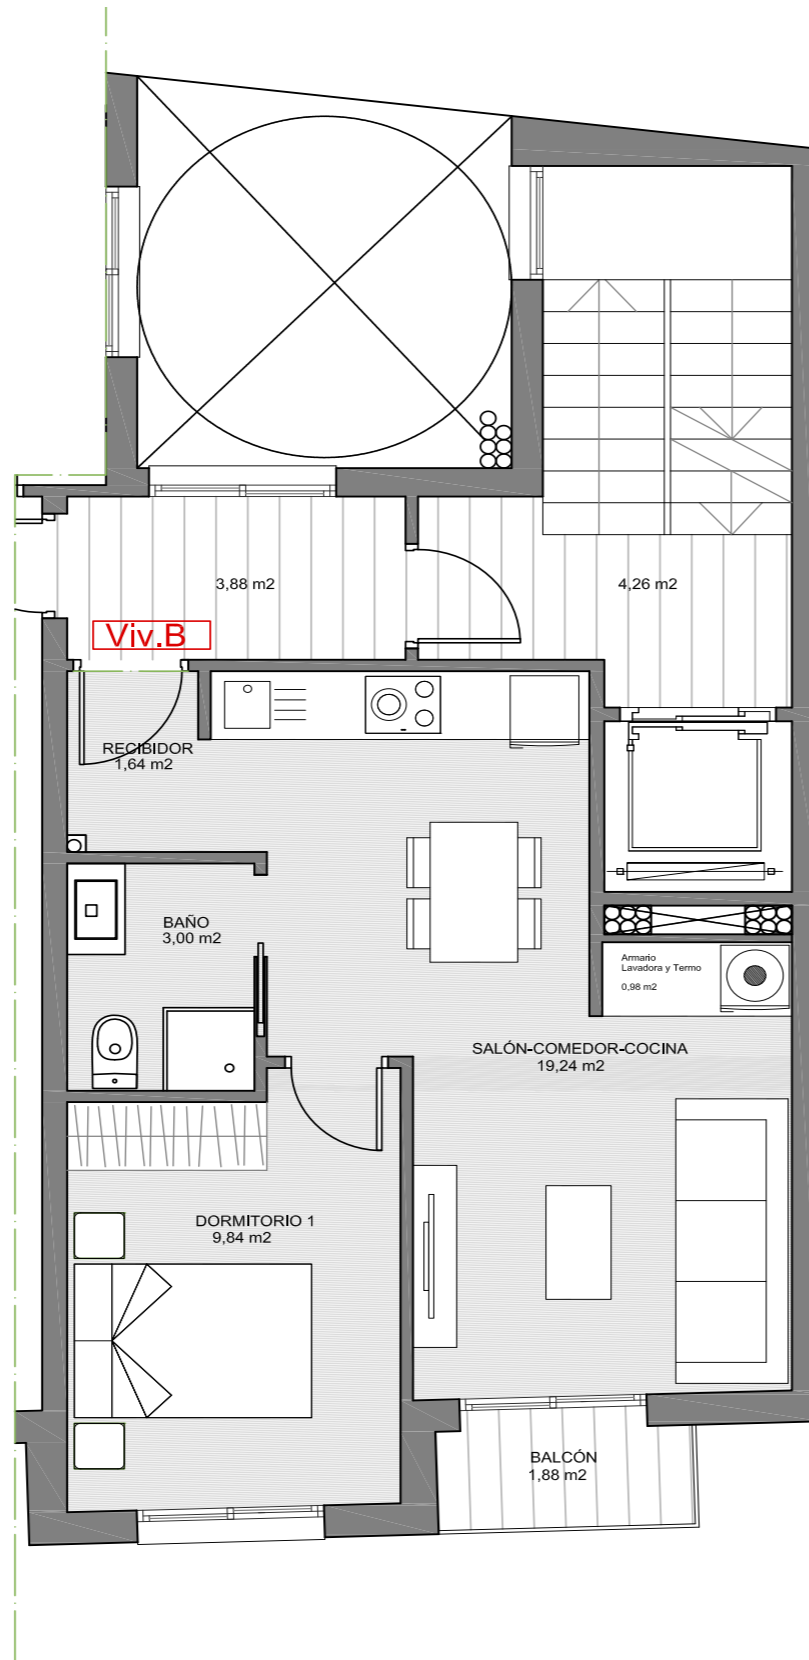 3,88 m2
4,26 m2
Viv.B
RECIBIDOR
1,64 m2
BAÑO
3,00 m2
Armario
Lavadora y Termo
0,98 m2
SALÓN-COMEDOR-COCINA
19,24 m2
DORMITORIO 1
9,84 m2
BALCÓN
1,88 m2